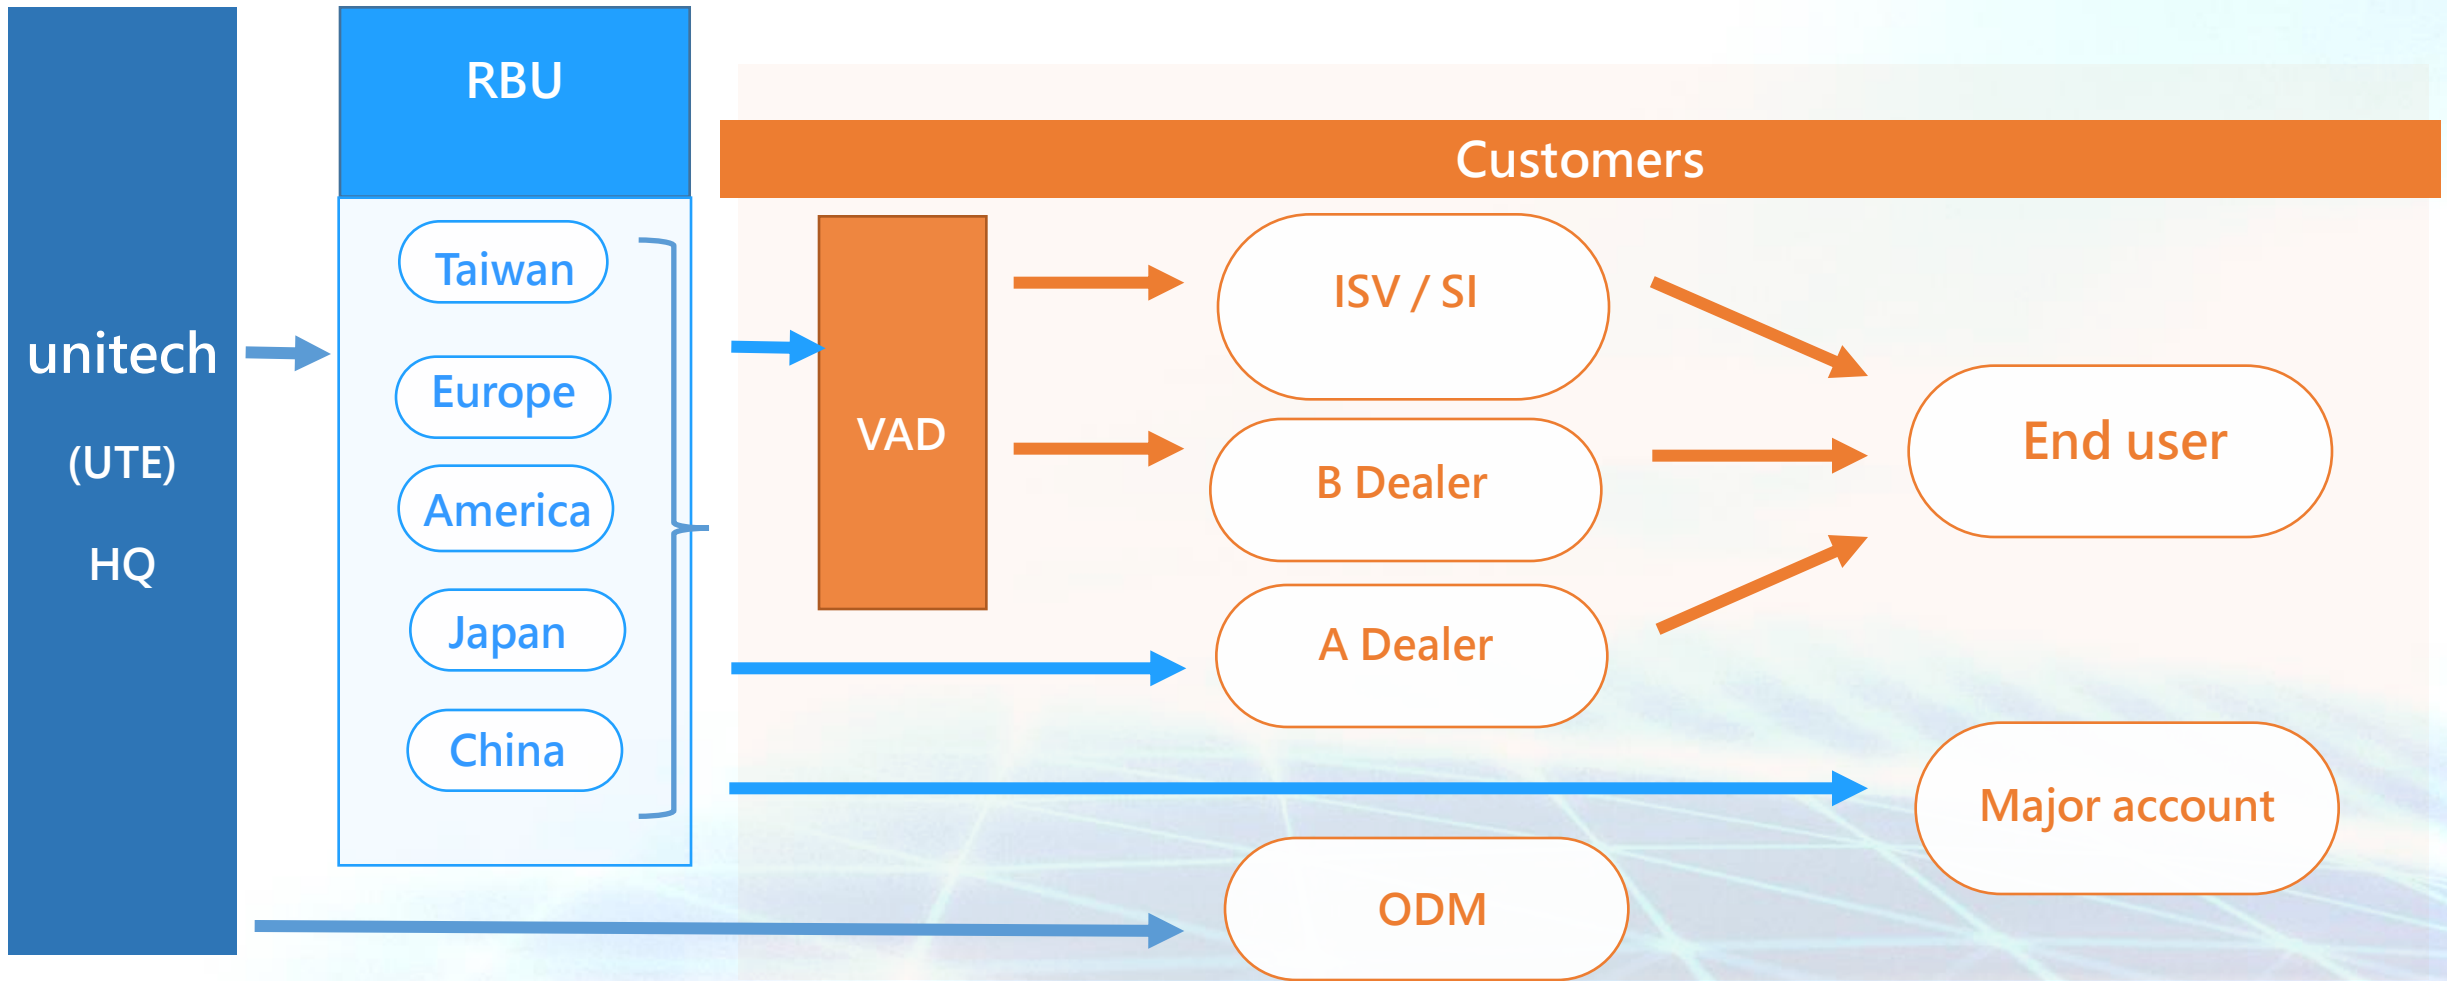 unitech
(UTE)
HQ
RBU
Taiwan
Europe
America
Japan
China
Customers
VAD
ISV / SI
B Dealer
A Dealer
ODM
End user
Major account